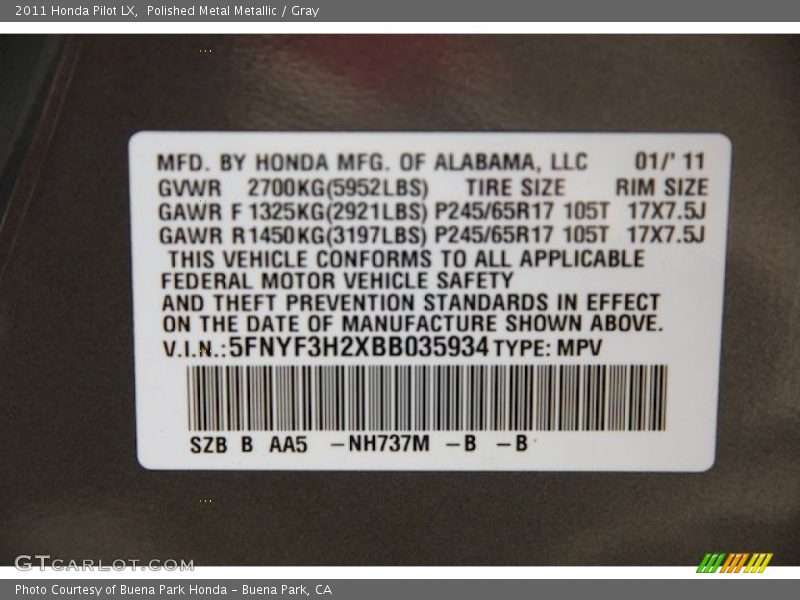 2011 Honda Pilot LX, Polished Metal Metallic / Gray
MFD. BY HONDA MFG. OF ALABAMA, LLC 01/' 11
GVWR 2700KG(5952LBS) TIRE SIZE RIM SIZE
GAWR F 1325KG(2921LBS) P245/65R17 105T 17X7.5J
GAWR R1450KG(3197LBS) P245/65R17 105T 17X7.5J
THIS VEHICLE CONFORMS TO ALL APPLICABLE
FEDERAL MOTOR VEHICLE SAFETY
AND THEFT PREVENTION STANDARDS IN EFFECT
ON THE DATE OF MANUFACTURE SHOWN ABOVE.
V.I.N.:5FNYF3H2XBB035934 TYPE: MPV
SZB B AA5 –NH737M –B –B
GTCARLOT.COM
Photo Courtesy of Buena Park Honda – Buena Park, CA